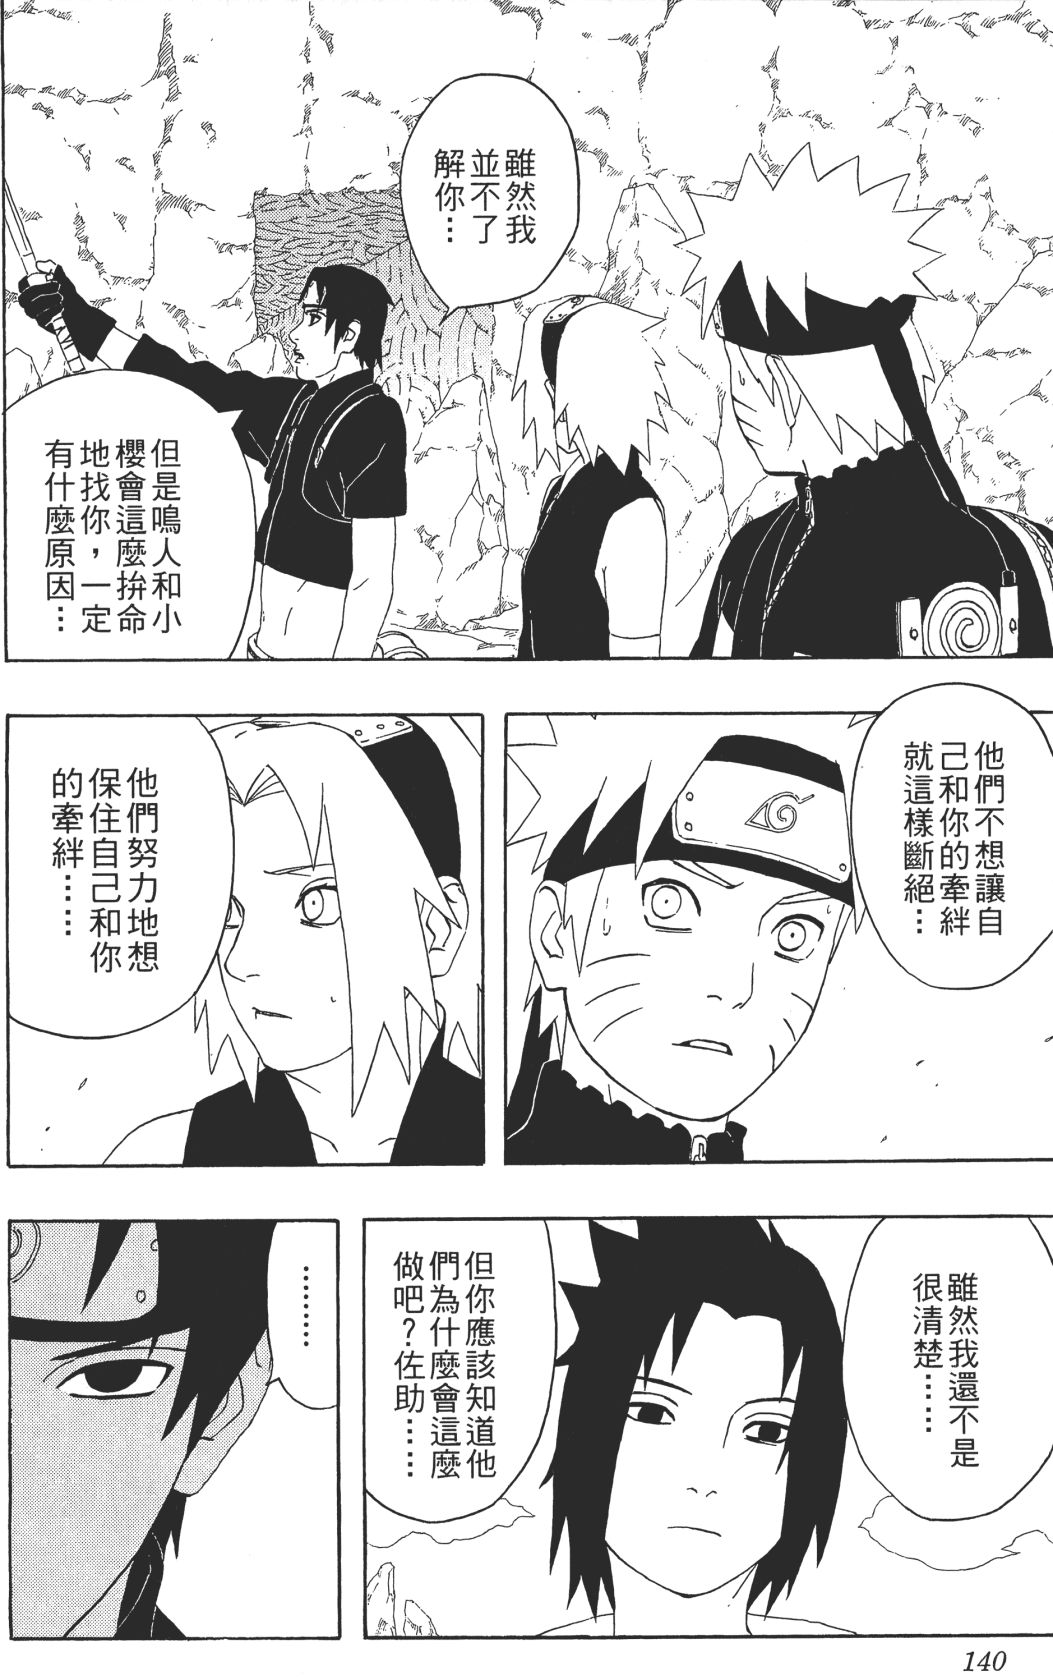 雖然我
並不了
解你…
但是鳴人和小
櫻會這麼拚命
地找你，一定
有什麼原因…
他們不想讓自
己和你的牽絆
就這樣斷絕…
他們努力地想
保住自己和你
的牽絆……
雖然我還不是
很清楚……
但你應該知道他
們為什麼會這麼
做吧？佐助……
………
140